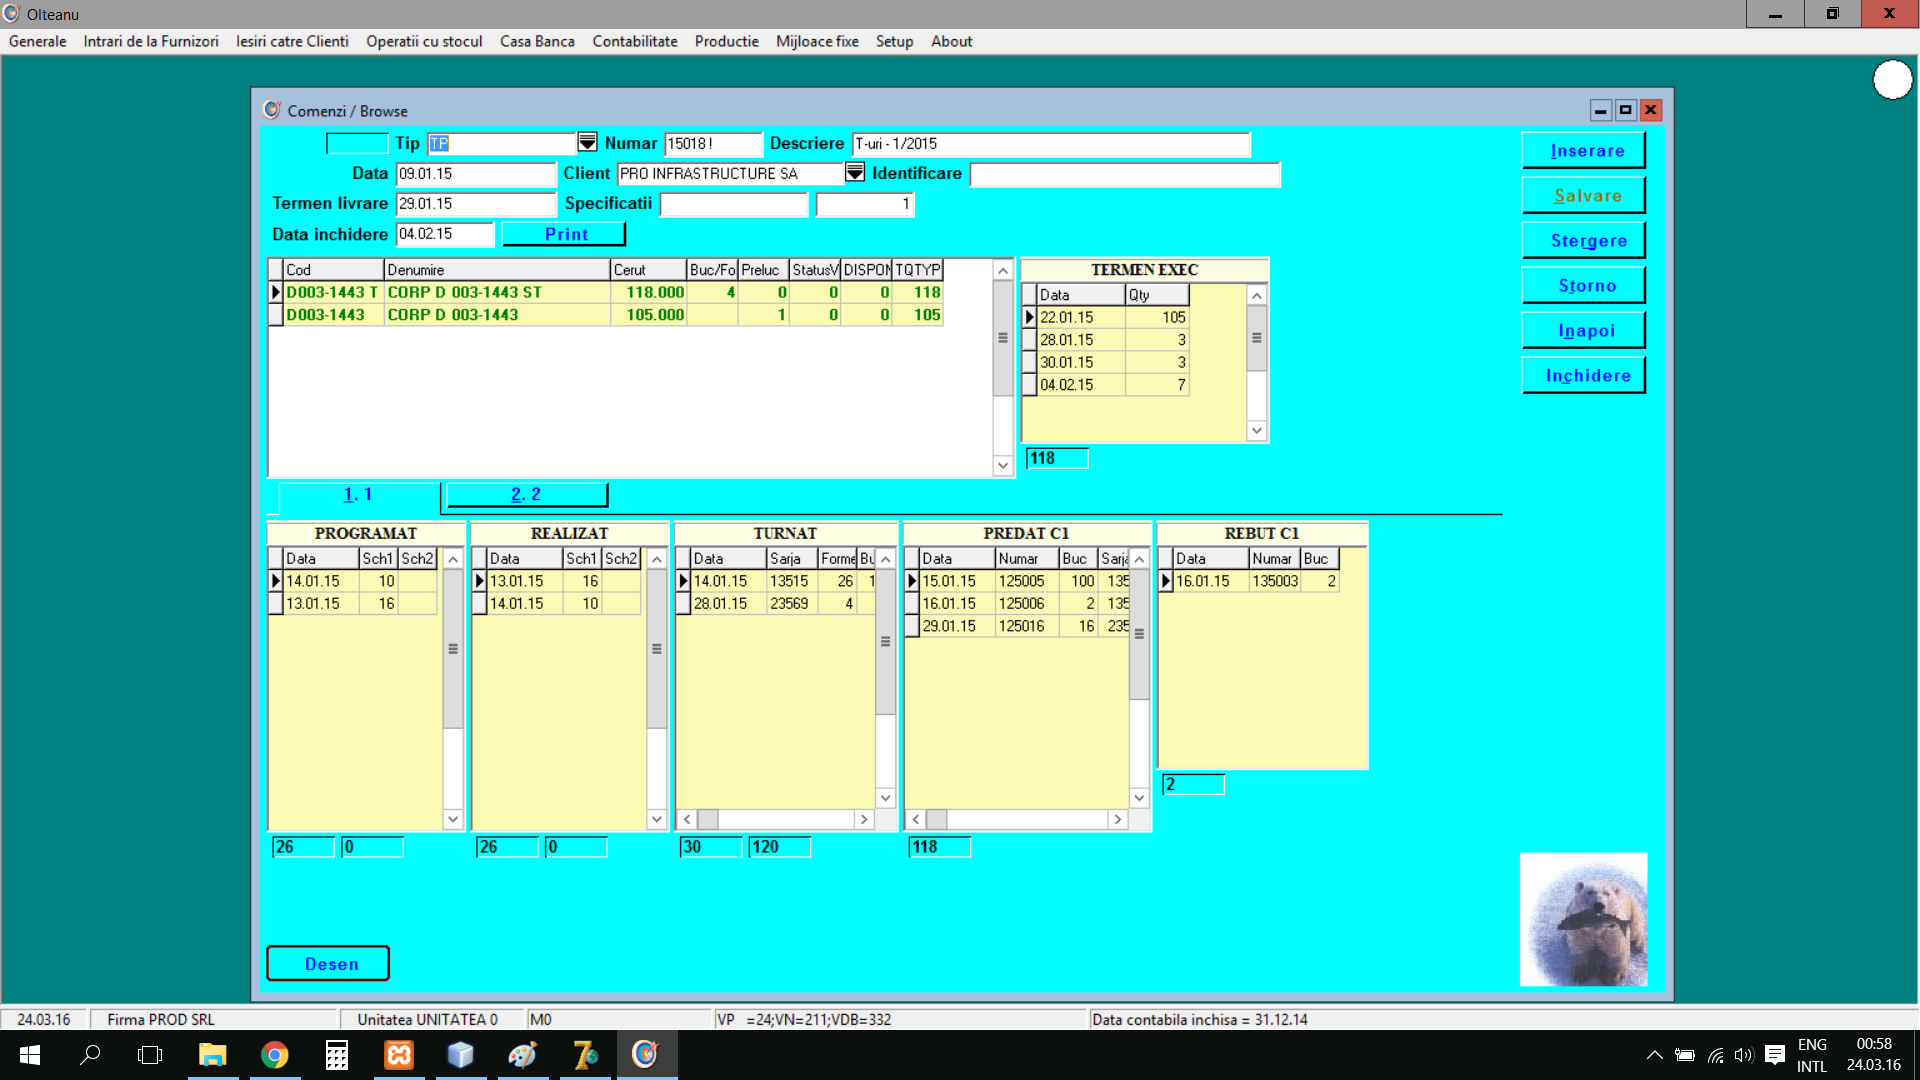 Olteanu
Generale Intrari de la Furnizori Iesiri catre Clienti Operatii cu stocul Casa Banca Contabilitate Productie Mijloace fixe Setup About
Comenzi / Browse
Tip TP Numar 15018 ! Descriere T-uri - 1/2015
Data 09.01.15 Client PRO INFRASTRUCTURE SA Identificare
Termen livrare 29.01.15 Specificatii 1
Data inchidere 04.02.15 Print
Inserare
Salvare
Stergere
Storno
Inapoi
Inchidere
Cod Denumire Cerut Buc/Fo Preluc StatusV DISPON TQTYP
D003-1443 T CORP D 003-1443 ST 118.000 4 0 0 0 118
D003-1443 CORP D 003-1443 105.000 1 0 0 105
TERMEN EXEC
Data Qty
22.01.15 105
28.01.15 3
30.01.15 3
04.02.15 7
118
1. 1 2. 2
PROGRAMAT
Data Sch1 Sch2
14.01.15 10
13.01.15 16
26 0
REALIZAT
Data Sch1 Sch2
13.01.15 16
14.01.15 10
26 0
TURNAT
Data Sarja Forme Bu
14.01.15 13515 26 1
28.01.15 23569 4
30 120
PREDAT C1
Data Numar Buc Sarja
15.01.15 125005 100 135
16.01.15 125006 2 135
29.01.15 125016 16 235
118
REBUT C1
Data Numar Buc
16.01.15 135003 2
2
Desen
24.03.16 Firma PROD SRL Unitatea UNITATEA 0 M0 VP =24;VN=211;VDB=332 Data contabila inchisa = 31.12.14
ENG
INTL
00:58
24.03.16